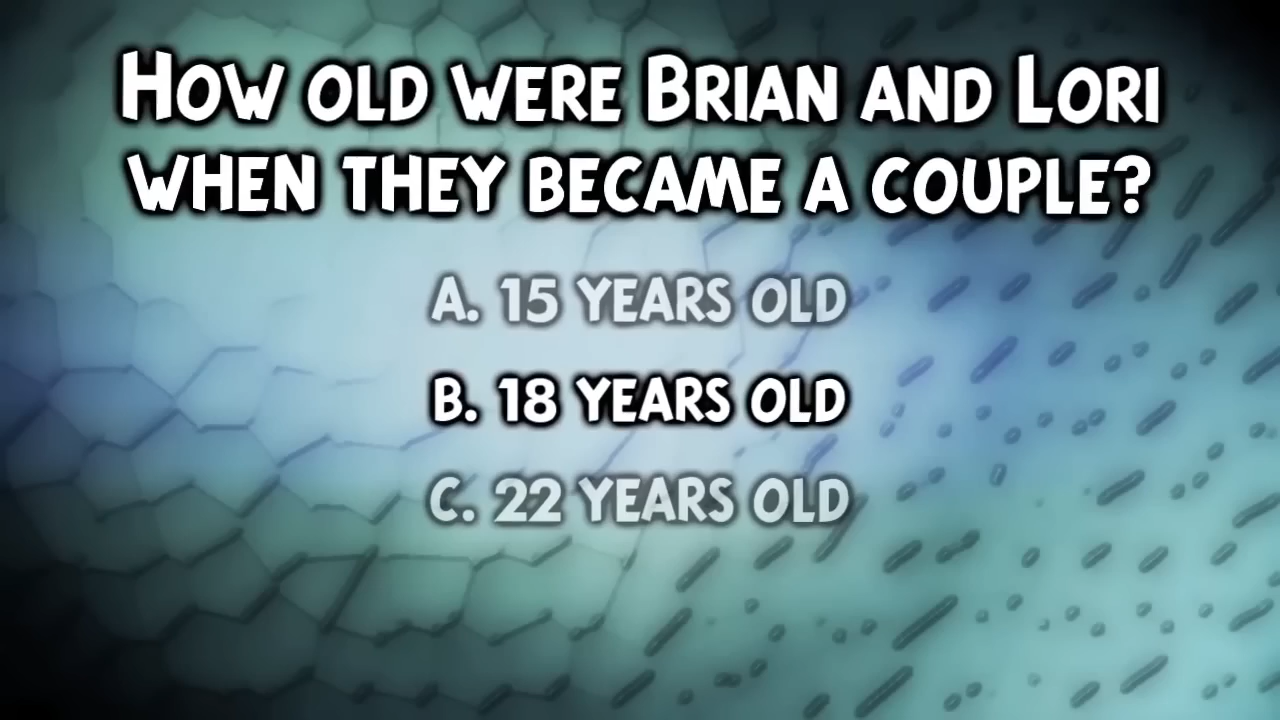 How old were Brian and Lori
when they became a couple?
A. 15 years old
B. 18 years old
C. 22 years old